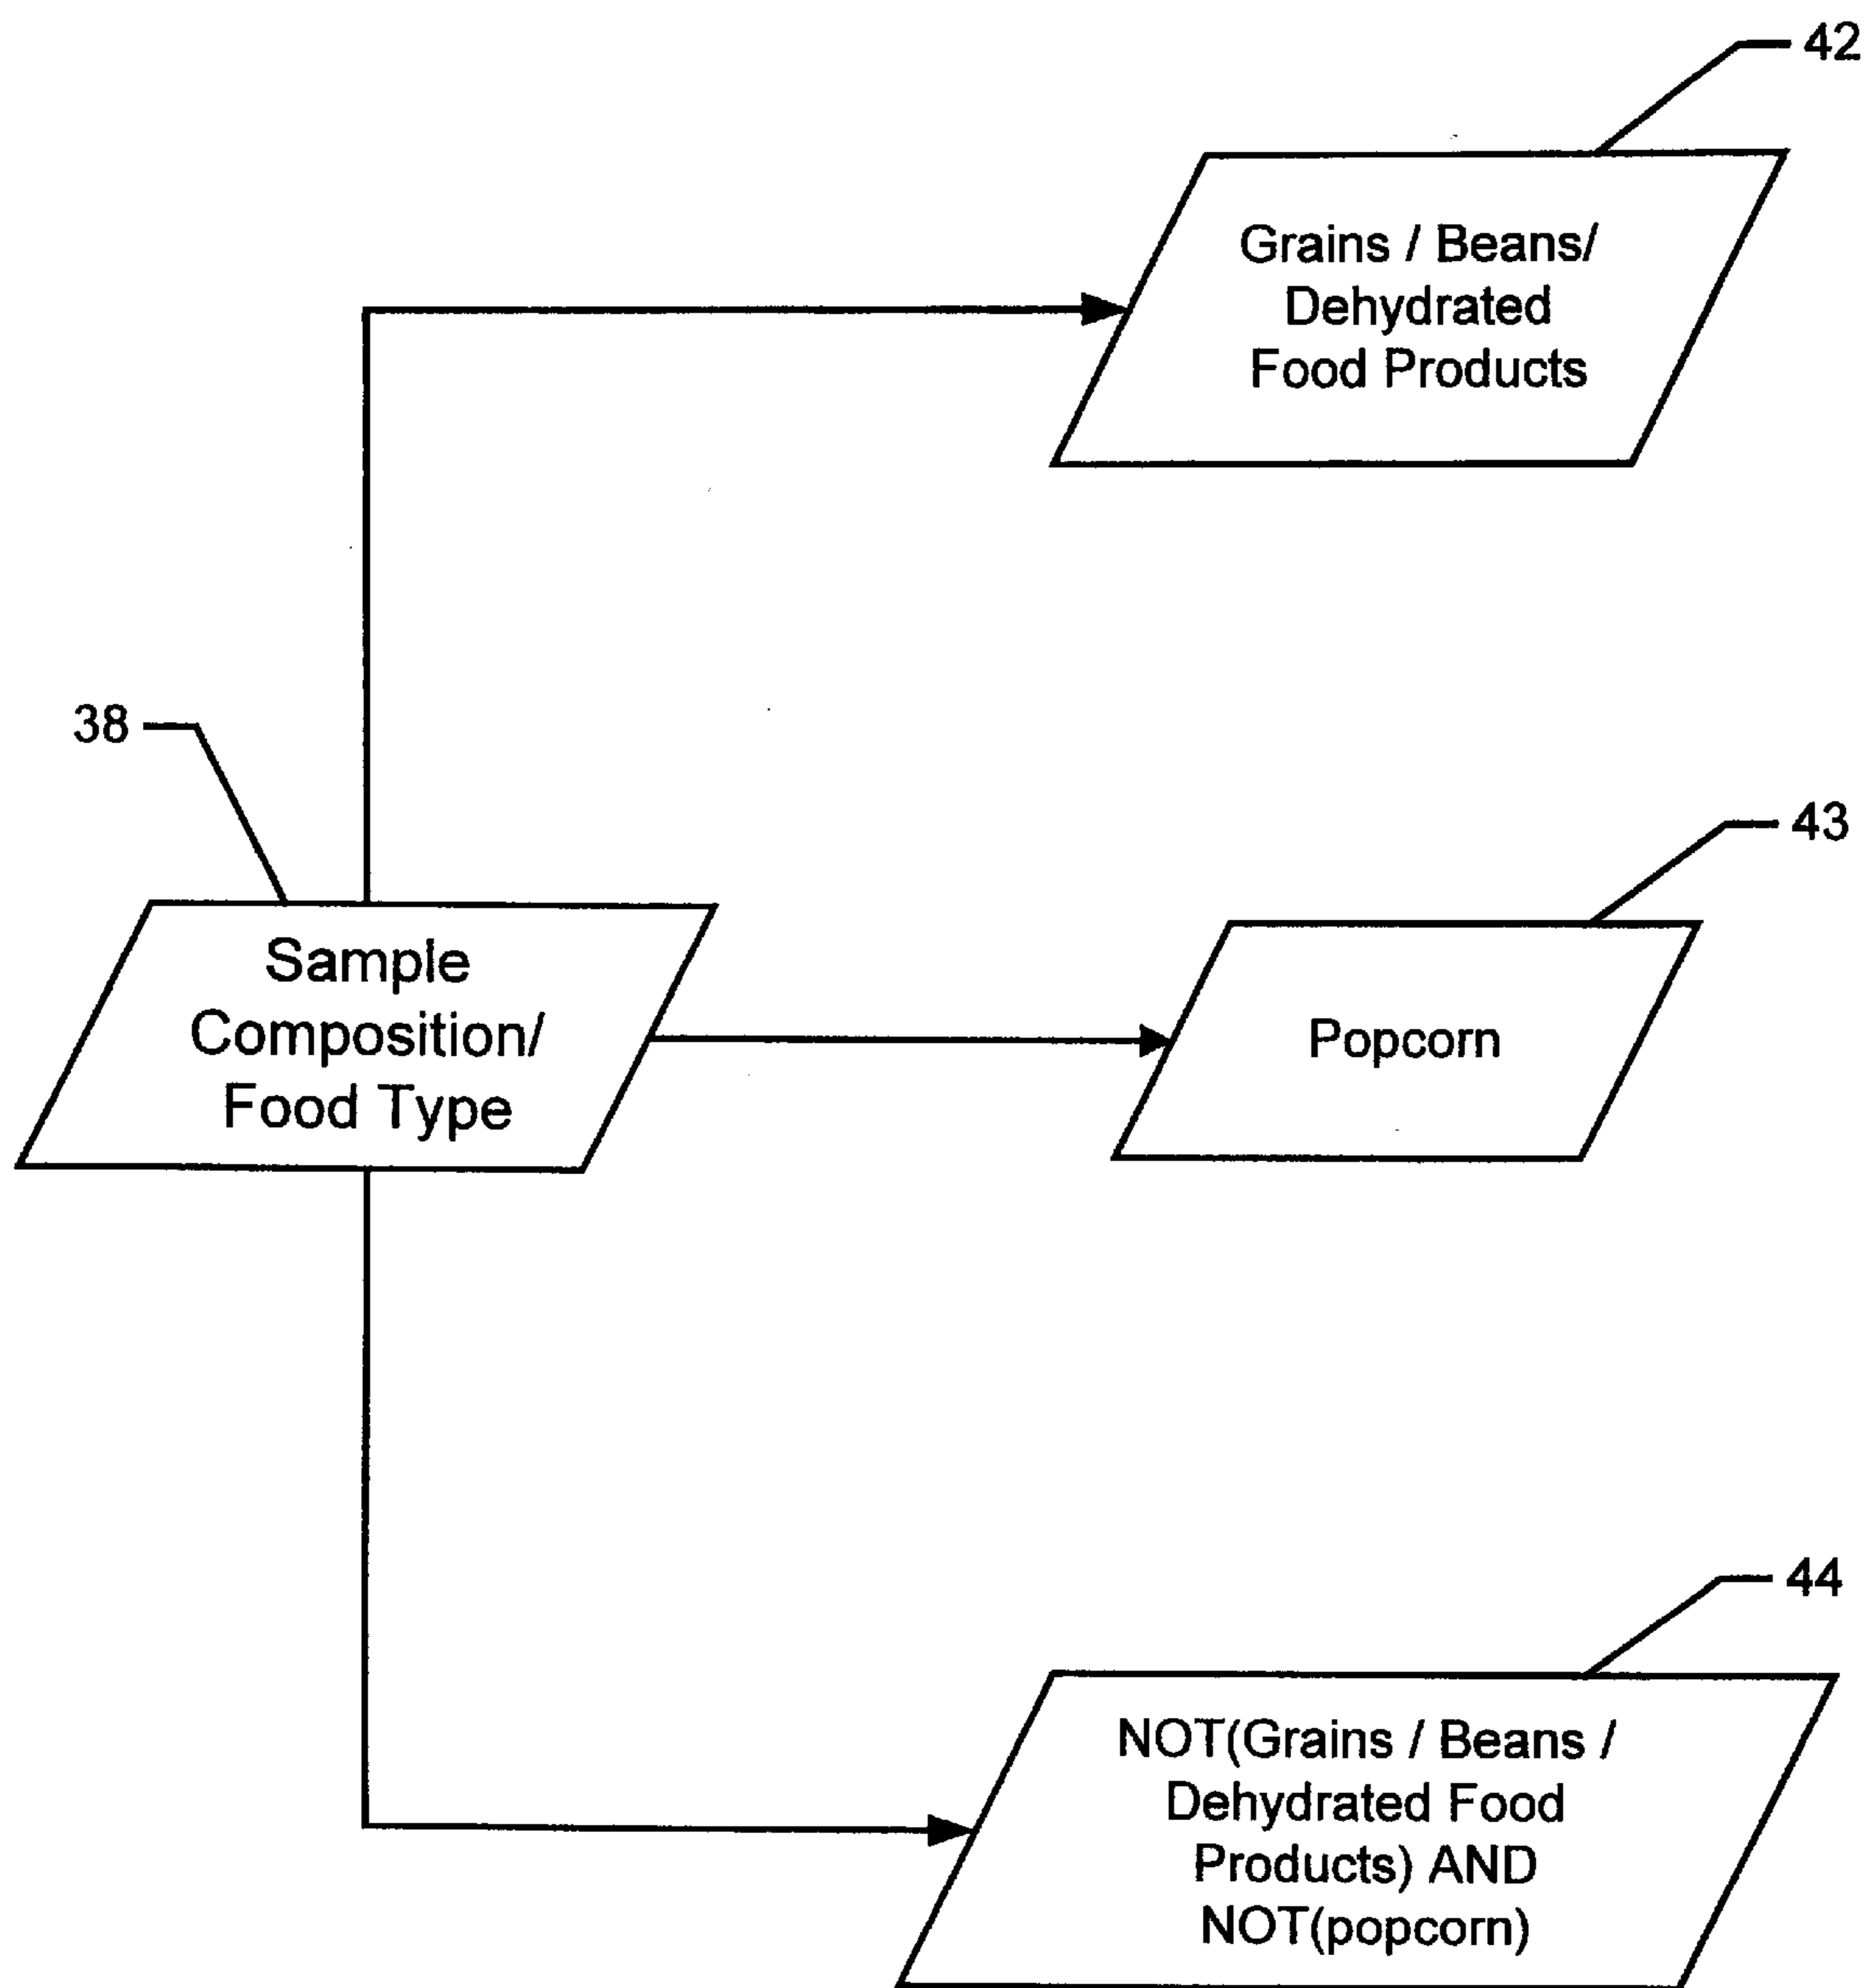 42
Grains / Beans/
Dehydrated
Food Products
38
43
Sample
Composition/
Food Type
Popcorn
44
NOT(Grains / Beans /
Dehydrated Food
Products) AND
NOT(popcorn)